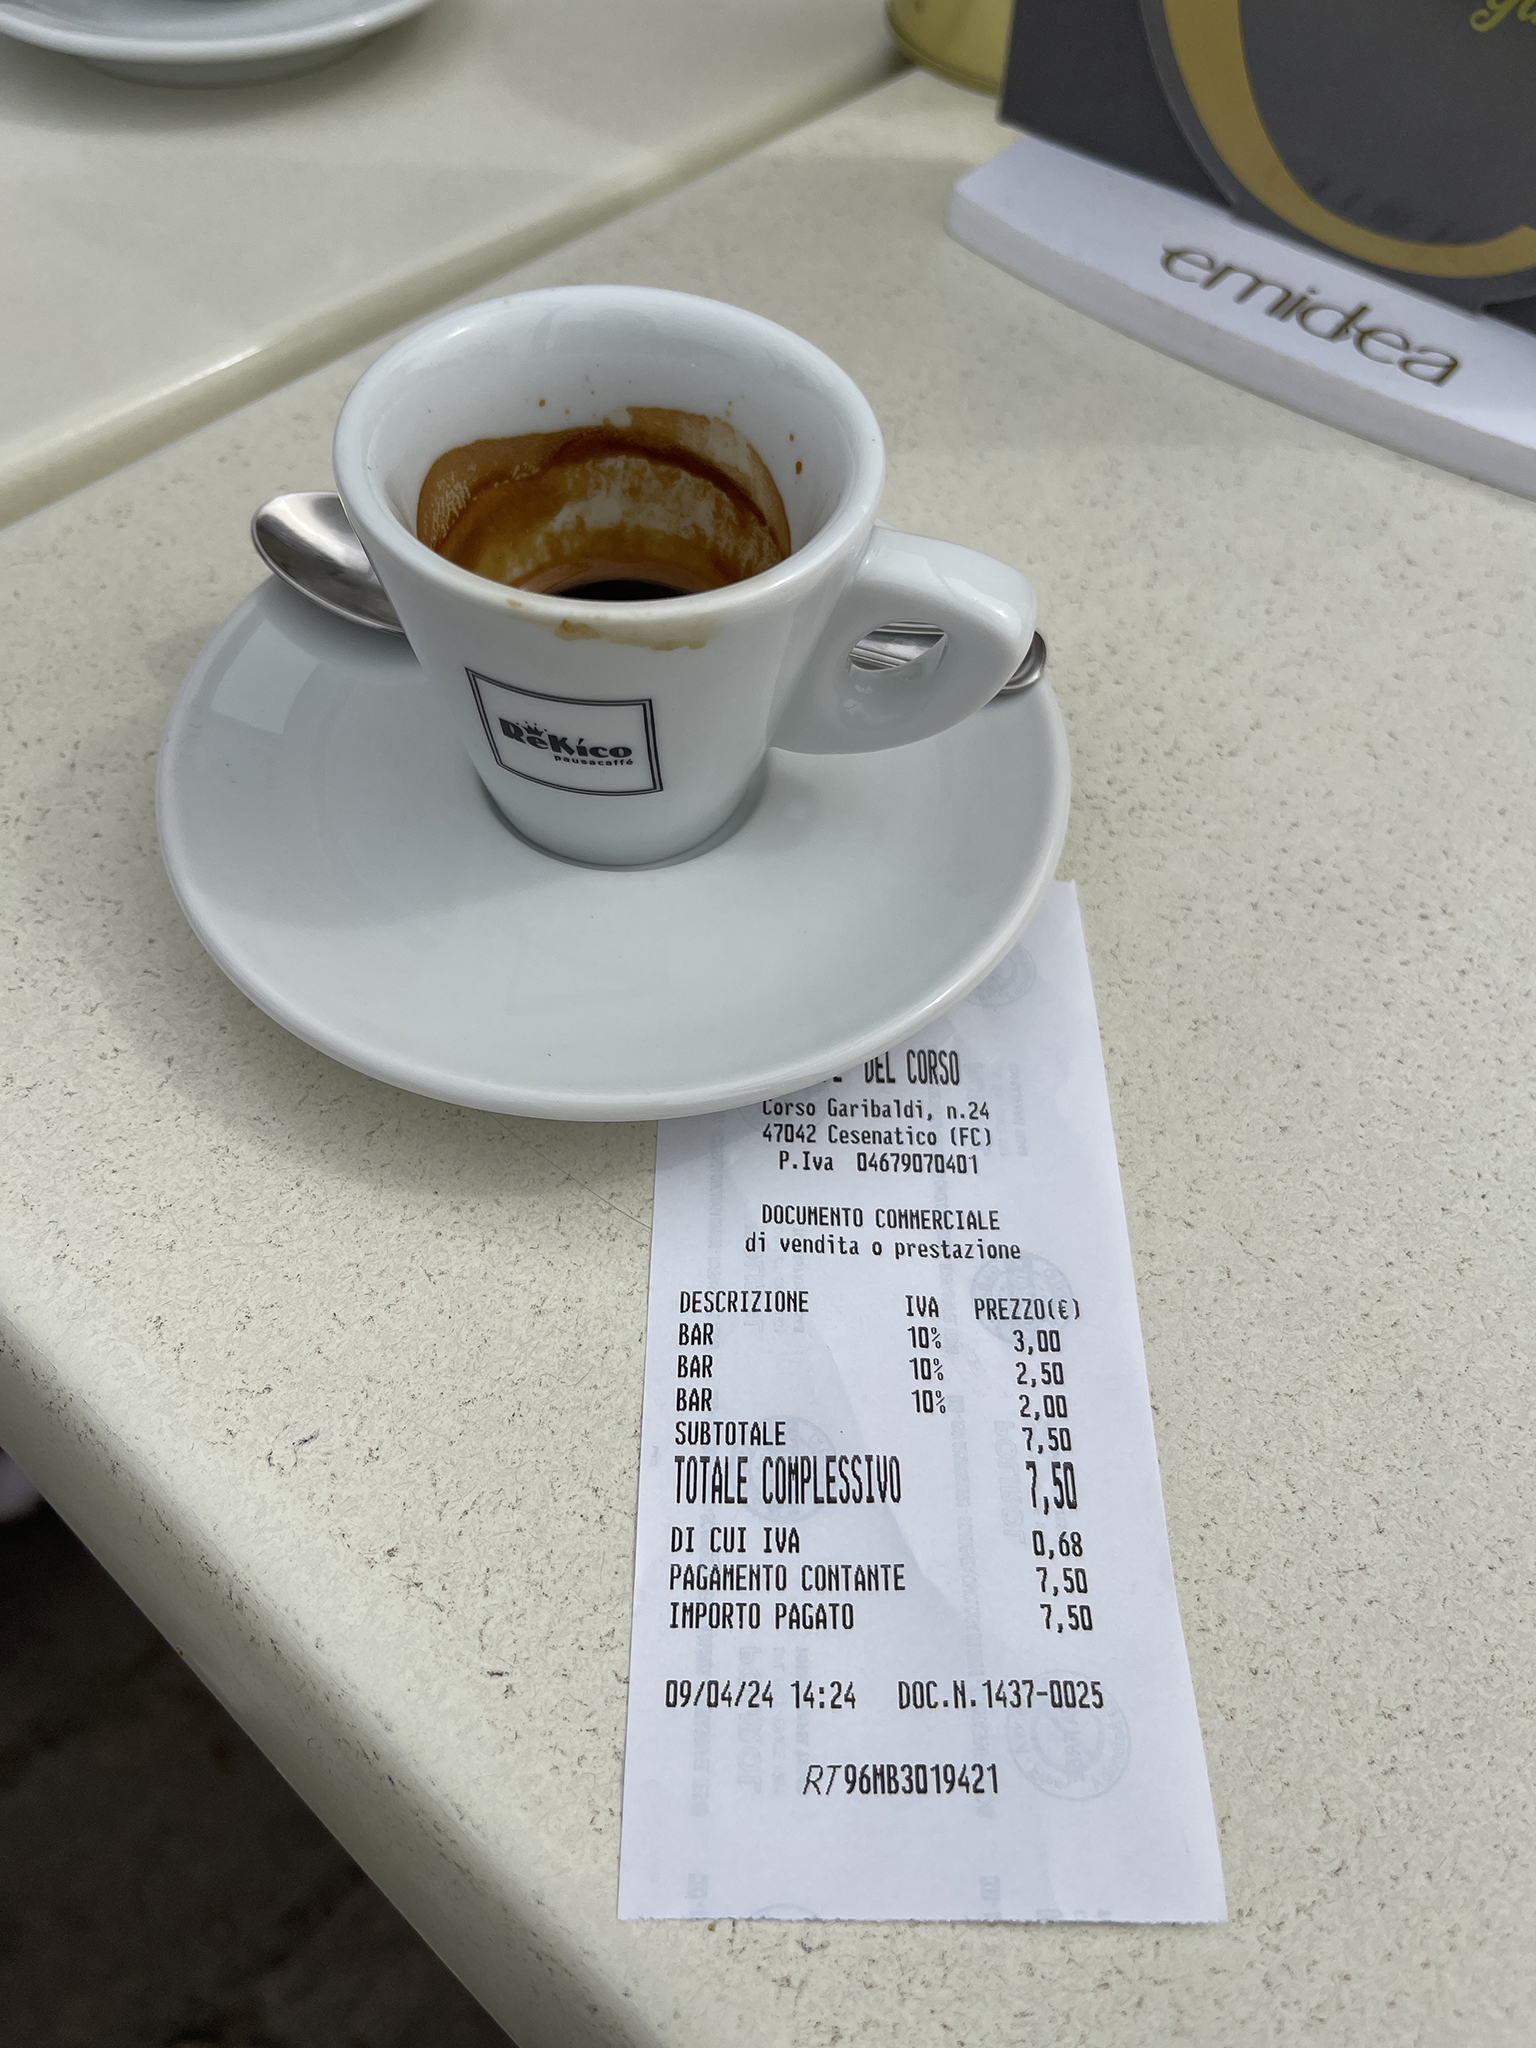 emidea
ReKico
pausacaffé
DEL CORSO
Corso Garibaldi, n.24
47042 Cesenatico (FC)
P.Iva 04679070401
DOCUMENTO COMMERCIALE
di vendita o prestazione
DESCRIZIONE IVA PREZZO(€)
BAR 10% 3,00
BAR 10% 2,50
BAR 10% 2,00
SUBTOTALE 7,50
TOTALE COMPLESSIVO 7,50
DI CUI IVA 0,68
PAGAMENTO CONTANTE 7,50
IMPORTO PAGATO 7,50
09/04/24 14:24 DOC.N.1437-0025
RT96MB3019421